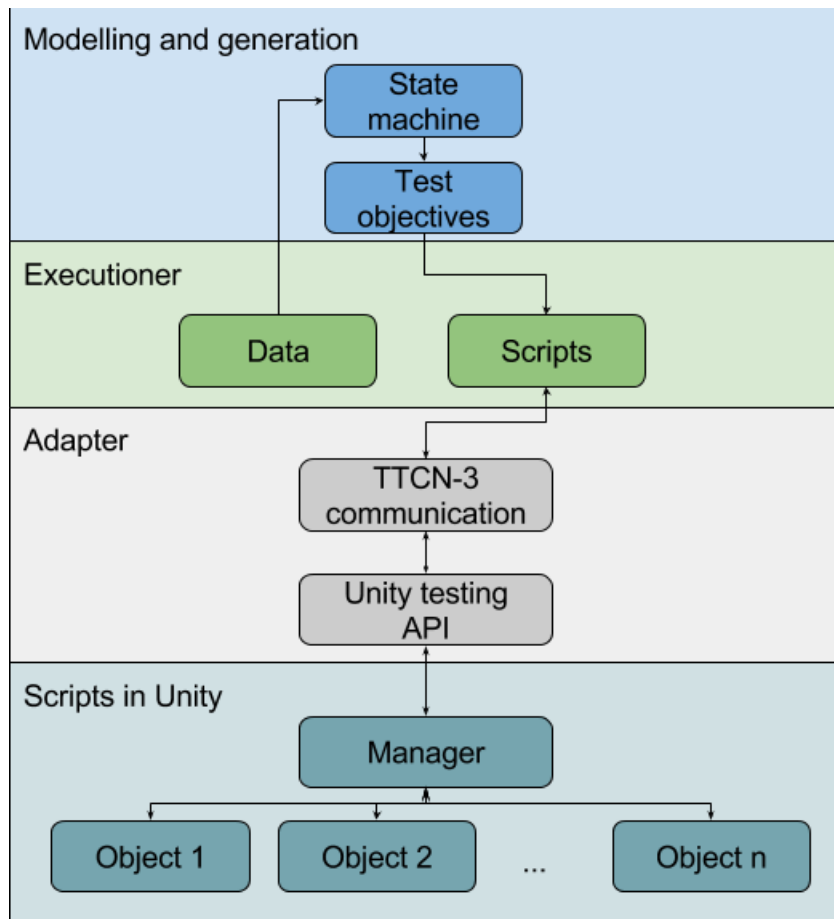 Modelling and generation
State
machine
Test
objectives
Executioner
Data
Scripts
Adapter
TTCN-3
communication
Unity testing
API
Scripts in Unity
Manager
Object 1
Object 2
...
Object n